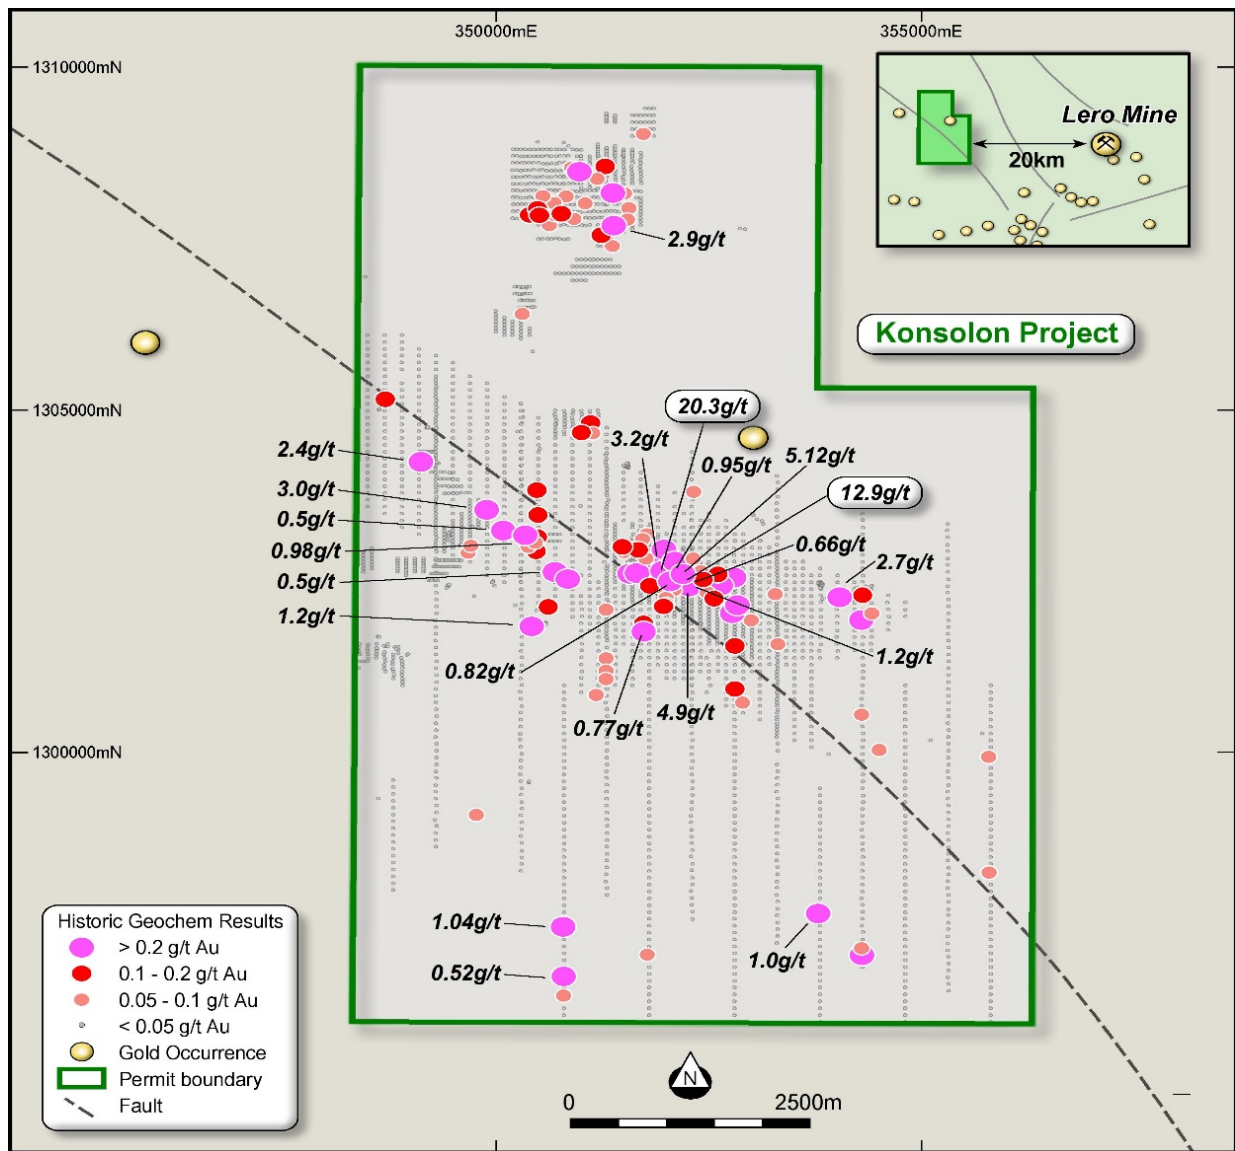 350000mE
355000mE
1310000mN
Lero Mine
20km
2.9g/t
Konsolon Project
20.3g/t
1305000mN
3.2g/t
2.4g/t
0.95g/t
5.12g/t
3.0g/t
12.9g/t
0.5g/t
0.98g/t
0.66g/t
2.7g/t
0.5g/t
1.2g/t
0.82g/t
1.2g/t
4.9g/t
0.77g/t
1300000mN
1.04g/t
1.0g/t
0.52g/t
Historic Geochem Results
> 0.2 g/t Au
0.1 - 0.2 g/t Au
0.05 - 0.1 g/t Au
< 0.05 g/t Au
Gold Occurrence
Permit boundary
Fault
N
0
2500m